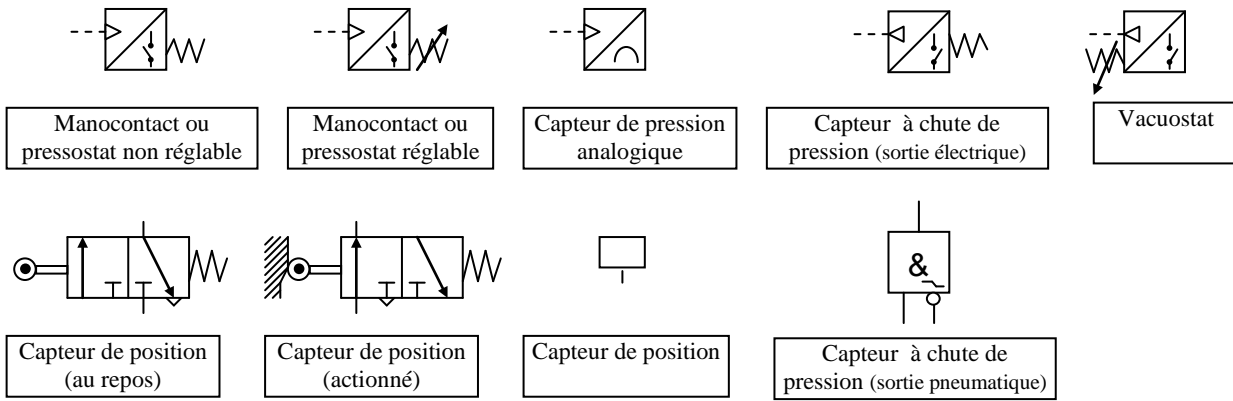 Manocontact ou
pressostat non réglable
Manocontact ou
pressostat réglable
Capteur de pression
analogique
Capteur à chute de
pression (sortie électrique)
Vacuostat
&
Capteur de position
(au repos)
Capteur de position
(actionné)
Capteur de position
Capteur à chute de
pression (sortie pneumatique)